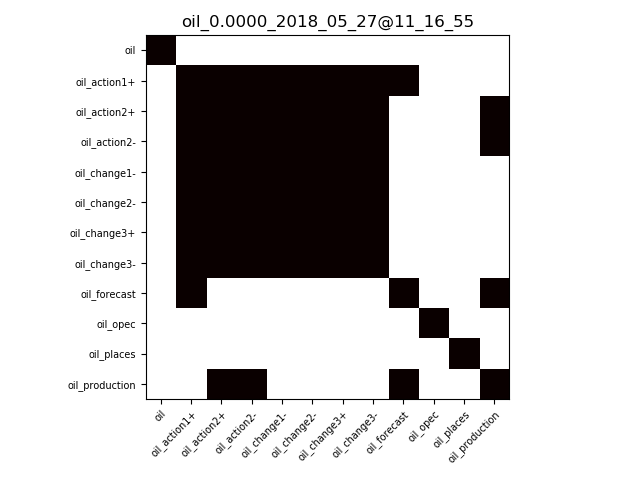 oil_0.0000_2018_05_27@11_16_55
oil
oil_action1+
oil_action2+
oil_action2-
oil_change1-
oil_change2-
oil_change3+
oil_change3-
oil_forecast
oil_opec
oil_places
oil_production
oil
oil_action1+
oil_action2+
oil_action2-
oil_change1-
oil_change2-
oil_change3+
oil_change3-
oil_forecast
oil_opec
oil_places
oil_production